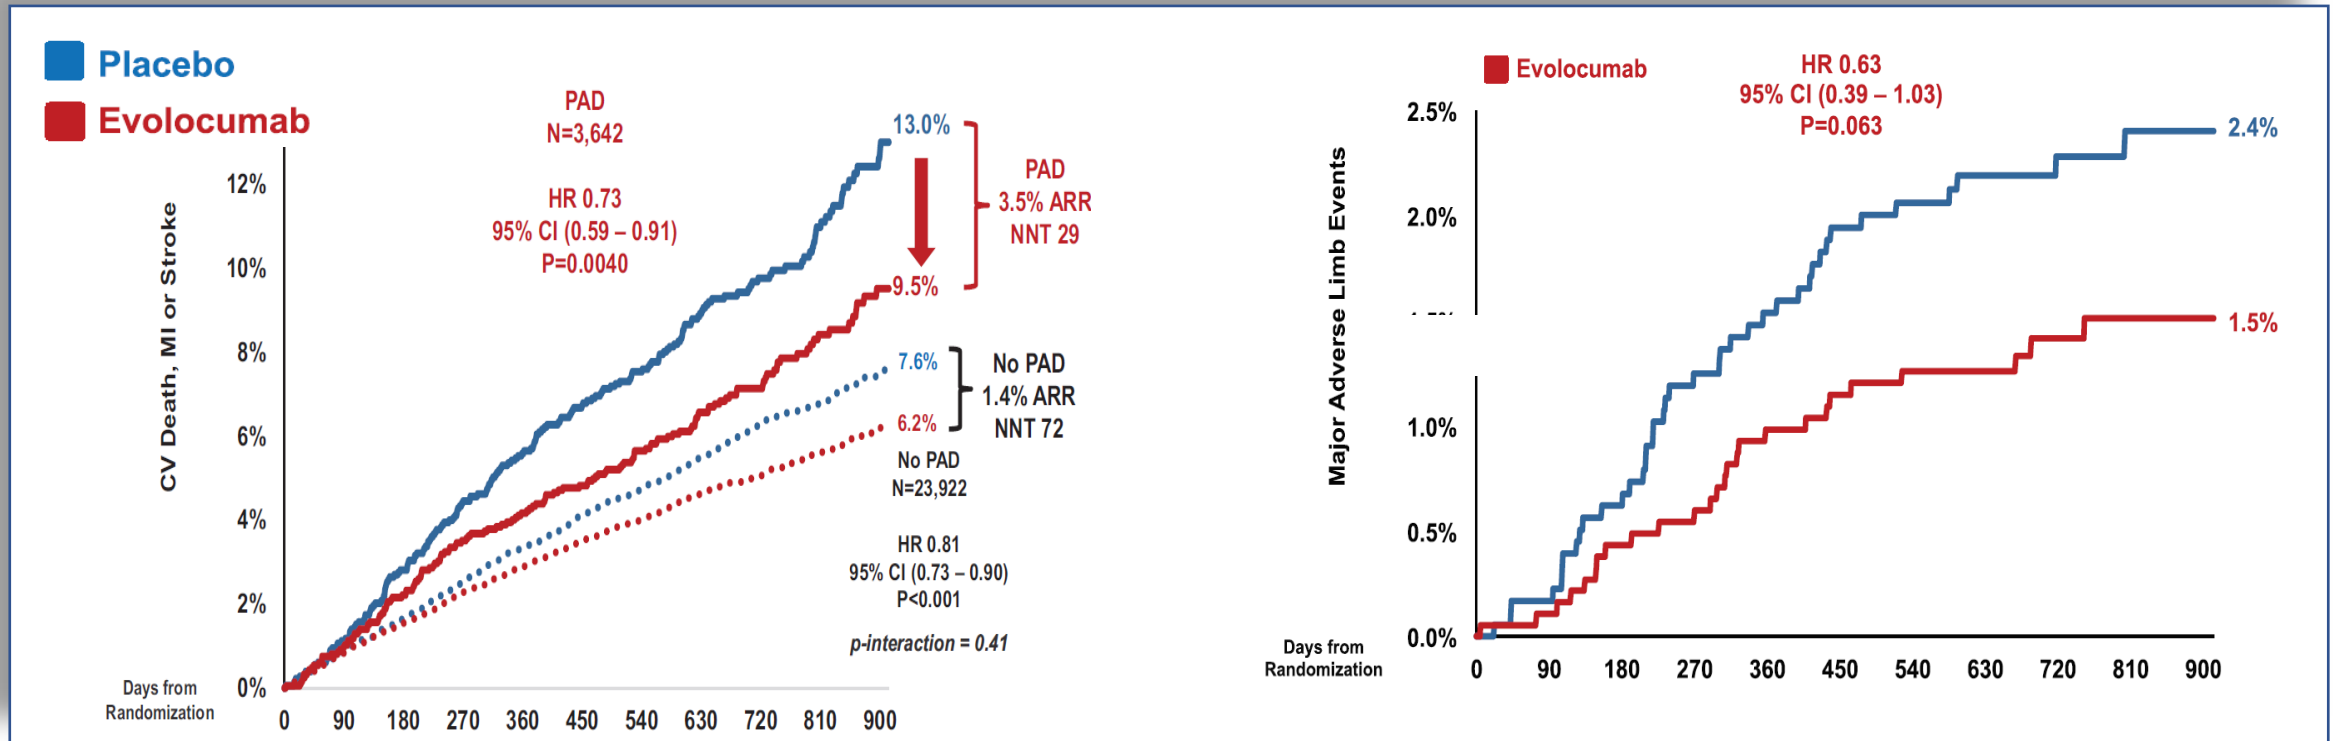 Placebo
Evolocumab
PAD
N=3,642
HR 0.73
95% CI (0.59 – 0.91)
P=0.0040
CV Death, MI or Stroke
12%
10%
8%
6%
4%
2%
0%
Days from
Randomization
0 90 180 270 360 450 540 630 720 810 900
13.0%
9.5%
PAD
3.5% ARR
NNT 29
7.6%
6.2%
No PAD
1.4% ARR
NNT 72
No PAD
N=23,922
HR 0.81
95% CI (0.73 – 0.90)
P<0.001
p-interaction = 0.41
Evolocumab
HR 0.63
95% CI (0.39 – 1.03)
P=0.063
Major Adverse Limb Events
2.5%
2.0%
1.0%
0.5%
0.0%
2.4%
1.5%
Days from
Randomization
0 90 180 270 360 450 540 630 720 810 900